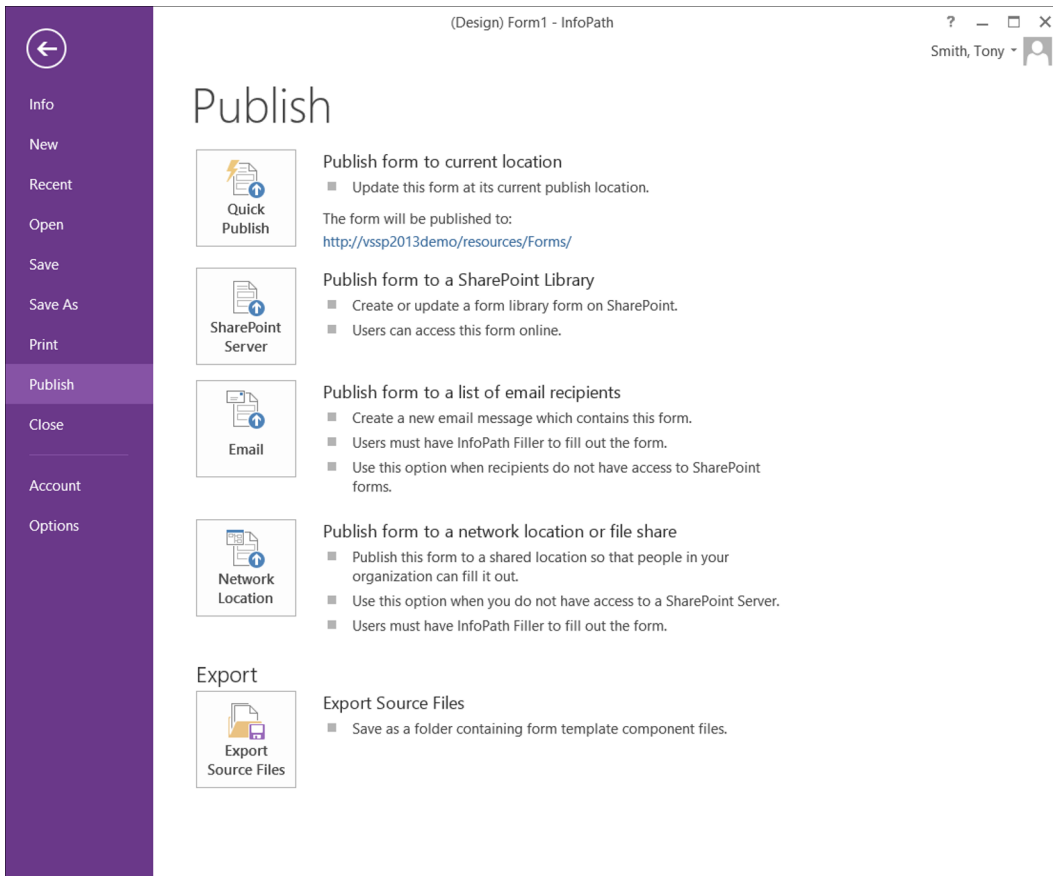 (Design) Form1 - InfoPath
?
Smith, Tony
Info
New
Recent
Open
Save
Save As
Print
Publish
Close
Account
Options
Publish
Quick
Publish
Publish form to current location
Update this form at its current publish location.
The form will be published to:
http://vssp2013demo/resources/Forms/
SharePoint
Server
Publish form to a SharePoint Library
Create or update a form library form on SharePoint.
Users can access this form online.
Email
Publish form to a list of email recipients
Create a new email message which contains this form.
Users must have InfoPath Filler to fill out the form.
Use this option when recipients do not have access to SharePoint
forms.
Network
Location
Publish form to a network location or file share
Publish this form to a shared location so that people in your
organization can fill it out.
Use this option when you do not have access to a SharePoint Server.
Users must have InfoPath Filler to fill out the form.
Export
Export
Source Files
Export Source Files
Save as a folder containing form template component files.